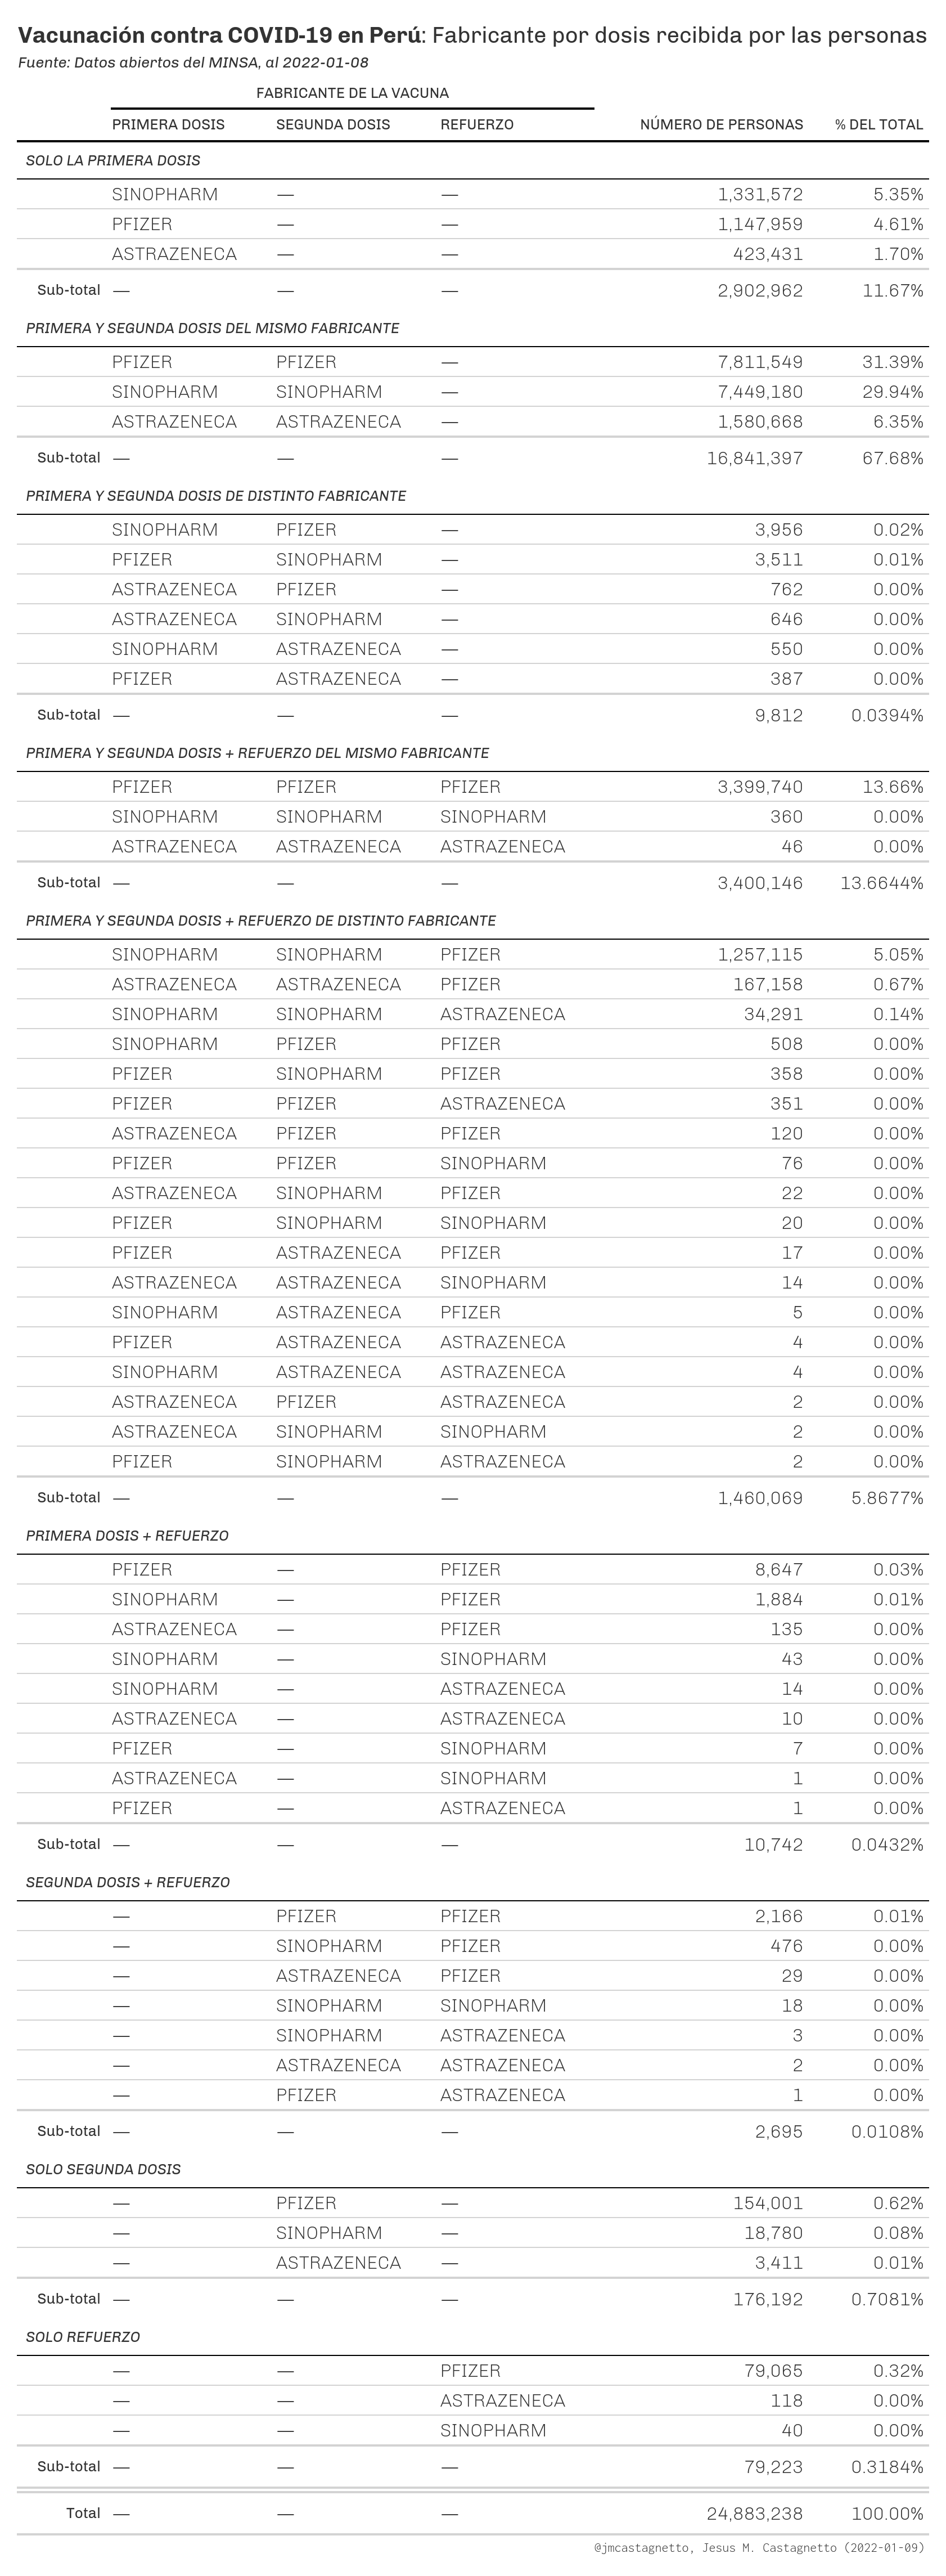 Vacunación contra COVID-19 en Perú: Fabricante por dosis recibida por las personas
Fuente: Datos abiertos del MINSA, al 2022-01-08
FABRICANTE DE LA VACUNA
PRIMERA DOSIS SEGUNDA DOSIS REFUERZO NÚMERO DE PERSONAS % DEL TOTAL
SOLO LA PRIMERA DOSIS
SINOPHARM — — 1,331,572 5.35%
PFIZER — — 1,147,959 4.61%
ASTRAZENECA — — 423,431 1.70%
Sub-total — — — 2,902,962 11.67%
PRIMERA Y SEGUNDA DOSIS DEL MISMO FABRICANTE
PFIZER PFIZER — 7,811,549 31.39%
SINOPHARM SINOPHARM — 7,449,180 29.94%
ASTRAZENECA ASTRAZENECA — 1,580,668 6.35%
Sub-total — — — 16,841,397 67.68%
PRIMERA Y SEGUNDA DOSIS DE DISTINTO FABRICANTE
SINOPHARM PFIZER — 3,956 0.02%
PFIZER SINOPHARM — 3,511 0.01%
ASTRAZENECA PFIZER — 762 0.00%
ASTRAZENECA SINOPHARM — 646 0.00%
SINOPHARM ASTRAZENECA — 550 0.00%
PFIZER ASTRAZENECA — 387 0.00%
Sub-total — — — 9,812 0.0394%
PRIMERA Y SEGUNDA DOSIS + REFUERZO DEL MISMO FABRICANTE
PFIZER PFIZER PFIZER 3,399,740 13.66%
SINOPHARM SINOPHARM SINOPHARM 360 0.00%
ASTRAZENECA ASTRAZENECA ASTRAZENECA 46 0.00%
Sub-total — — — 3,400,146 13.6644%
PRIMERA Y SEGUNDA DOSIS + REFUERZO DE DISTINTO FABRICANTE
SINOPHARM SINOPHARM PFIZER 1,257,115 5.05%
ASTRAZENECA ASTRAZENECA PFIZER 167,158 0.67%
SINOPHARM SINOPHARM ASTRAZENECA 34,291 0.14%
SINOPHARM PFIZER PFIZER 508 0.00%
PFIZER SINOPHARM PFIZER 358 0.00%
PFIZER PFIZER ASTRAZENECA 351 0.00%
ASTRAZENECA PFIZER PFIZER 120 0.00%
PFIZER PFIZER SINOPHARM 76 0.00%
ASTRAZENECA SINOPHARM PFIZER 22 0.00%
PFIZER SINOPHARM SINOPHARM 20 0.00%
PFIZER ASTRAZENECA PFIZER 17 0.00%
ASTRAZENECA ASTRAZENECA SINOPHARM 14 0.00%
SINOPHARM ASTRAZENECA PFIZER 5 0.00%
PFIZER ASTRAZENECA ASTRAZENECA 4 0.00%
SINOPHARM ASTRAZENECA ASTRAZENECA 4 0.00%
ASTRAZENECA PFIZER ASTRAZENECA 2 0.00%
ASTRAZENECA SINOPHARM SINOPHARM 2 0.00%
PFIZER SINOPHARM ASTRAZENECA 2 0.00%
Sub-total — — — 1,460,069 5.8677%
PRIMERA DOSIS + REFUERZO
PFIZER — PFIZER 8,647 0.03%
SINOPHARM — PFIZER 1,884 0.01%
ASTRAZENECA — PFIZER 135 0.00%
SINOPHARM — SINOPHARM 43 0.00%
SINOPHARM — ASTRAZENECA 14 0.00%
ASTRAZENECA — ASTRAZENECA 10 0.00%
PFIZER — SINOPHARM 7 0.00%
ASTRAZENECA — SINOPHARM 1 0.00%
PFIZER — ASTRAZENECA 1 0.00%
Sub-total — — — 10,742 0.0432%
SEGUNDA DOSIS + REFUERZO
— PFIZER PFIZER 2,166 0.01%
— SINOPHARM PFIZER 476 0.00%
— ASTRAZENECA PFIZER 29 0.00%
— SINOPHARM SINOPHARM 18 0.00%
— SINOPHARM ASTRAZENECA 3 0.00%
— ASTRAZENECA ASTRAZENECA 2 0.00%
— PFIZER ASTRAZENECA 1 0.00%
Sub-total — — — 2,695 0.0108%
SOLO SEGUNDA DOSIS
— PFIZER — 154,001 0.62%
— SINOPHARM — 18,780 0.08%
— ASTRAZENECA — 3,411 0.01%
Sub-total — — — 176,192 0.7081%
SOLO REFUERZO
— — PFIZER 79,065 0.32%
— — ASTRAZENECA 118 0.00%
— — SINOPHARM 40 0.00%
Sub-total — — — 79,223 0.3184%
Total — — — 24,883,238 100.00%
@jmcastagnetto, Jesus M. Castagnetto (2022-01-09)